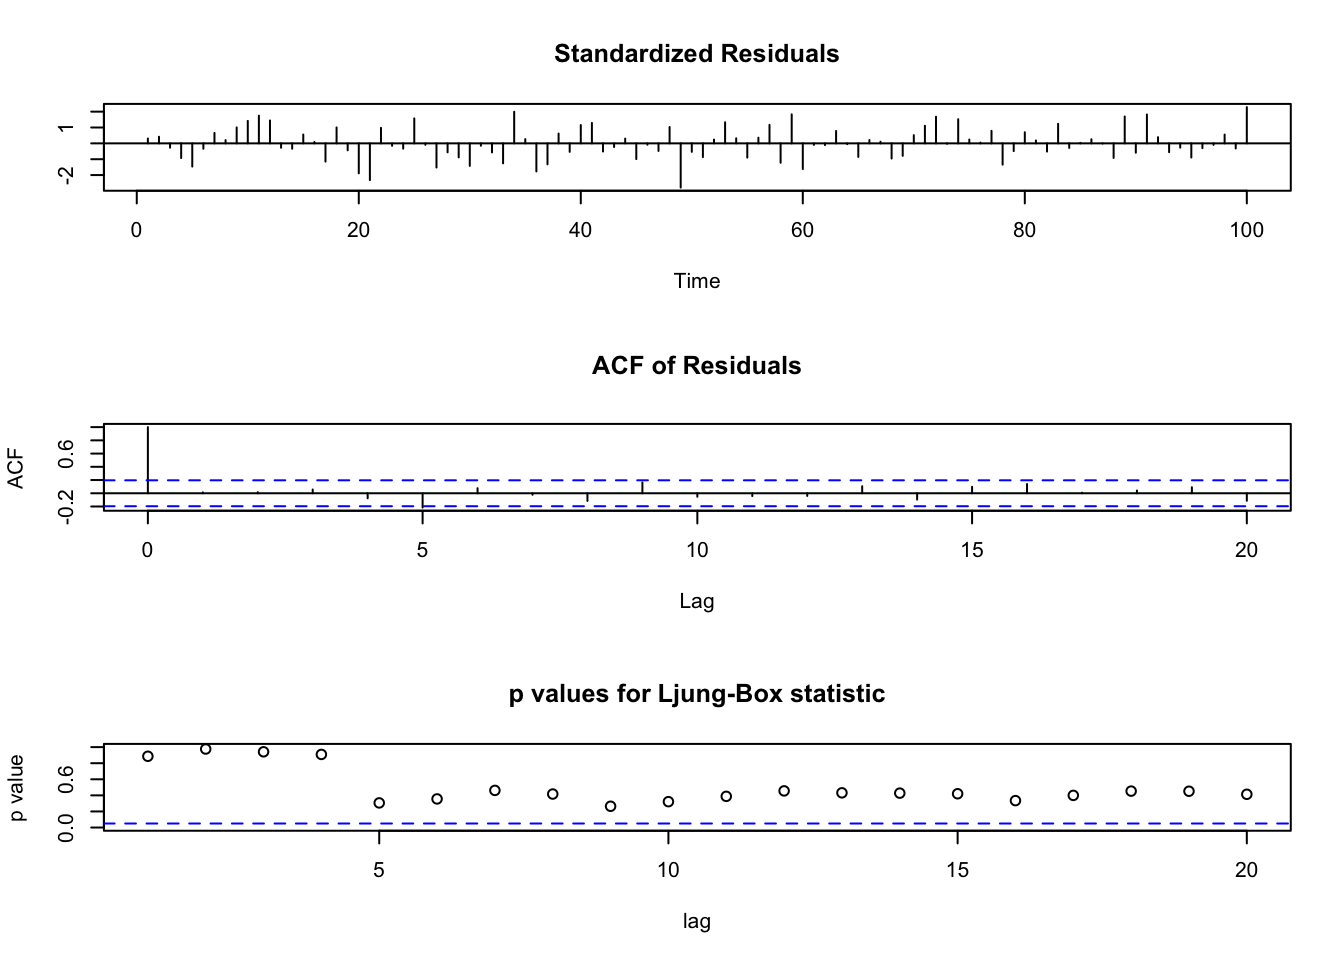 Standardized Residuals
1
-2
0 20 40 60 80 100
Time
ACF of Residuals
ACF
0.6
-0.2
0 5 10 15 20
Lag
p values for Ljung-Box statistic
p value
0.6
0.0
5 10 15 20
lag